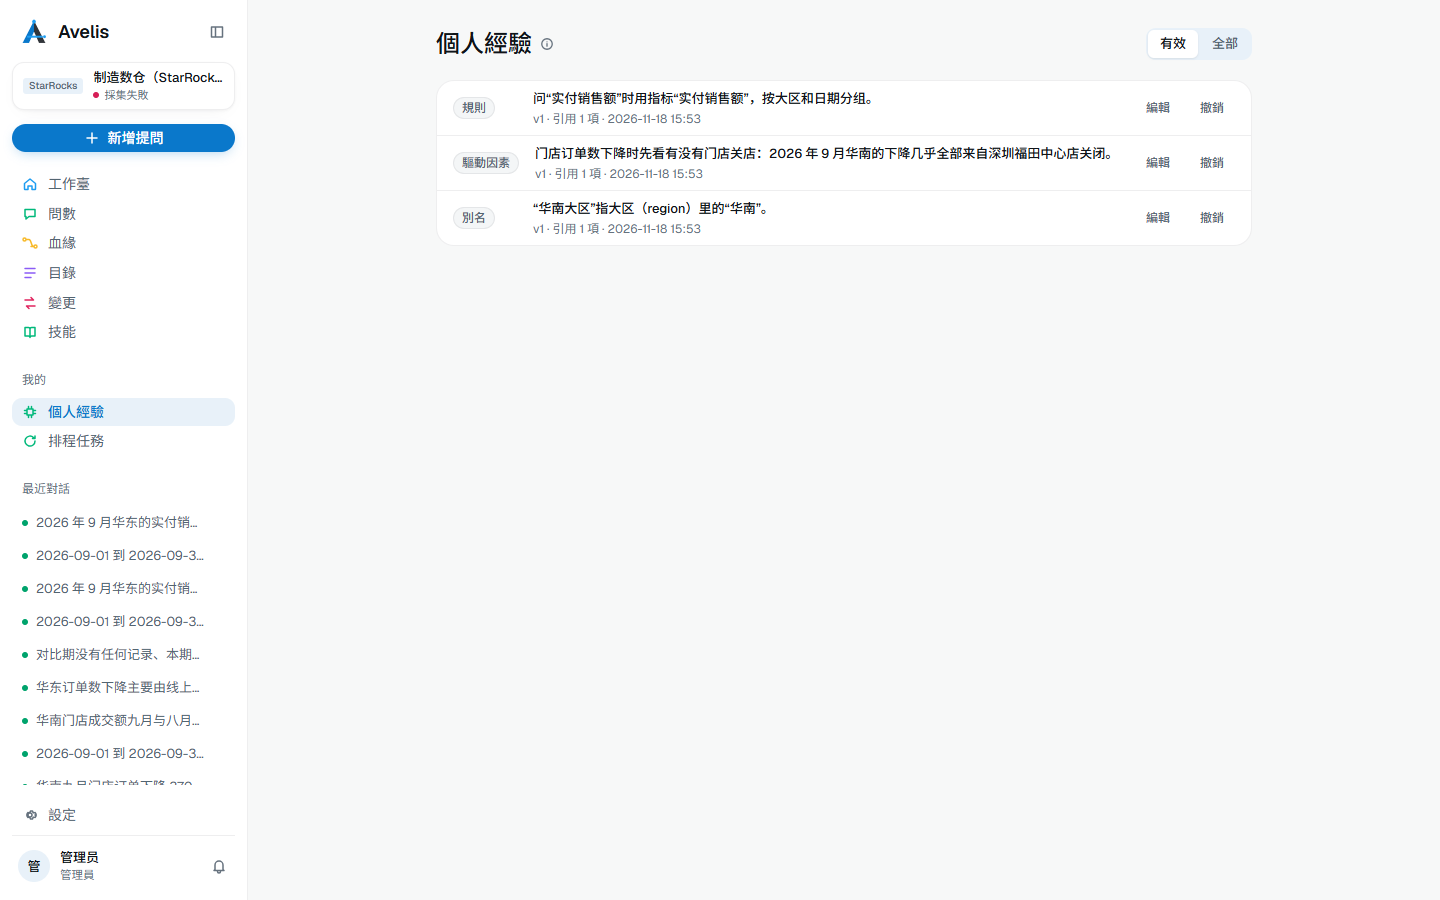 Avelis
StarRocks
制造数仓（StarRock...
採集失敗
新增提問
工作臺
問數
血緣
目錄
變更
技能
我的
個人經驗
排程任務
最近對話
2026 年 9 月华东的实付销...
2026-09-01 到 2026-09-3...
2026 年 9 月华东的实付销...
2026-09-01 到 2026-09-3...
对比期没有任何记录、本期...
华东订单数下降主要由线上...
华南门店成交额九月与八月...
2026-09-01 到 2026-09-3...
設定
管
管理员
管理員
個人經驗
有效
全部
規則
问“实付销售额”时用指标“实付销售额”，按大区和日期分组。
v1 · 引用 1 項 · 2026-11-18 15:53
編輯
撤銷
驅動因素
门店订单数下降时先看有没有门店关店：2026 年 9 月华南的下降几乎全部来自深圳福田中心店关闭。
v1 · 引用 1 項 · 2026-11-18 15:53
編輯
撤銷
別名
“华南大区”指大区（region）里的“华南”。
v1 · 引用 1 項 · 2026-11-18 15:53
編輯
撤銷